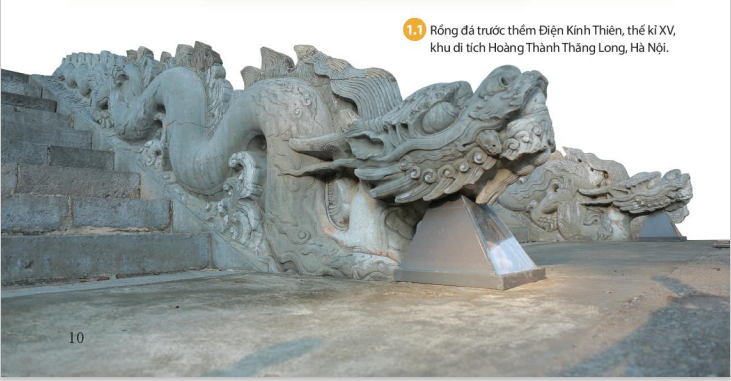 1.1 Rồng đá trước thềm Điện Kính Thiên, thế kỉ XV,
khu di tích Hoàng Thành Thăng Long, Hà Nội.
10